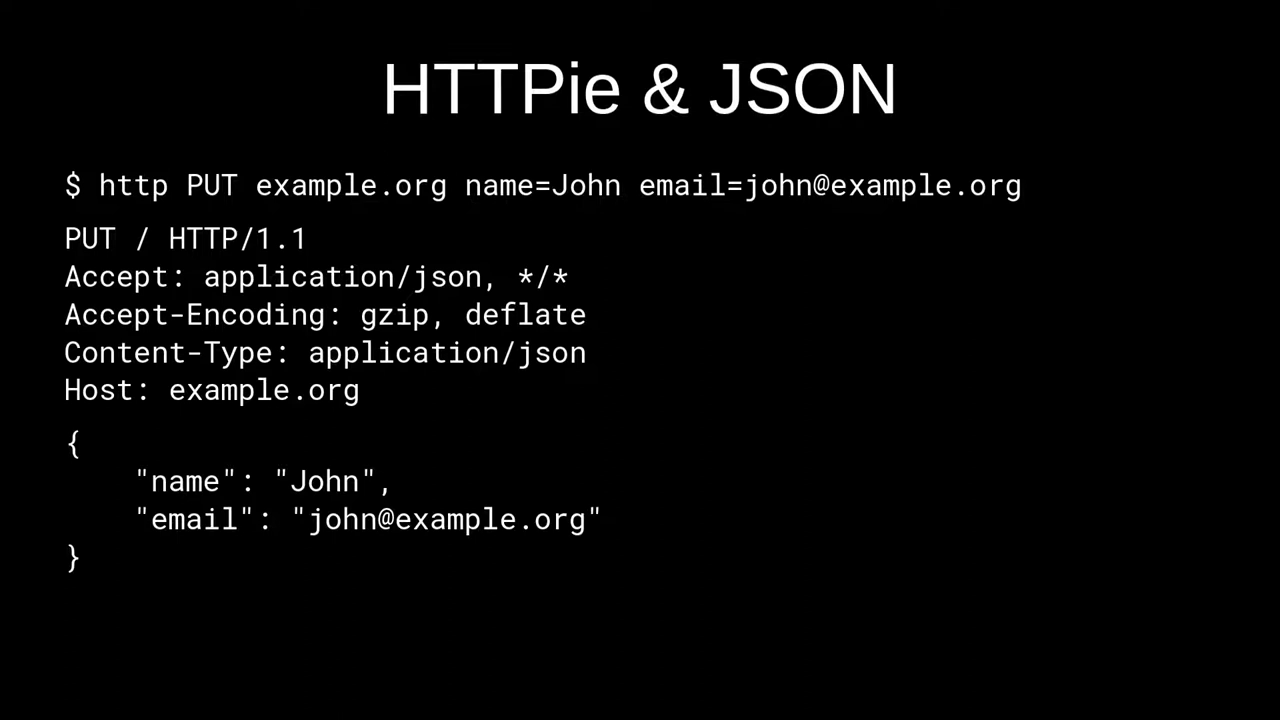 HTTPie & JSON
$ http PUT example.org name=John email=john@example.org
PUT / HTTP/1.1
Accept: application/json, */*
Accept-Encoding: gzip, deflate
Content-Type: application/json
Host: example.org
{
    "name": "John",
    "email": "john@example.org"
}